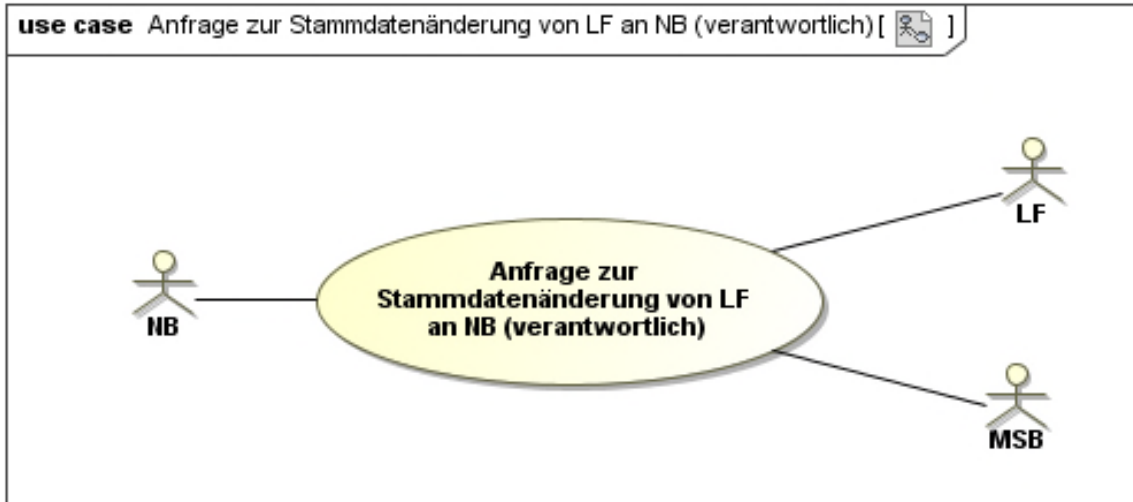 use case Anfrage zur Stammdatenänderung von LF an NB (verantwortlich) [ ]
LF
Anfrage zur
Stammdatenänderung von LF
an NB (verantwortlich)
NB
MSB